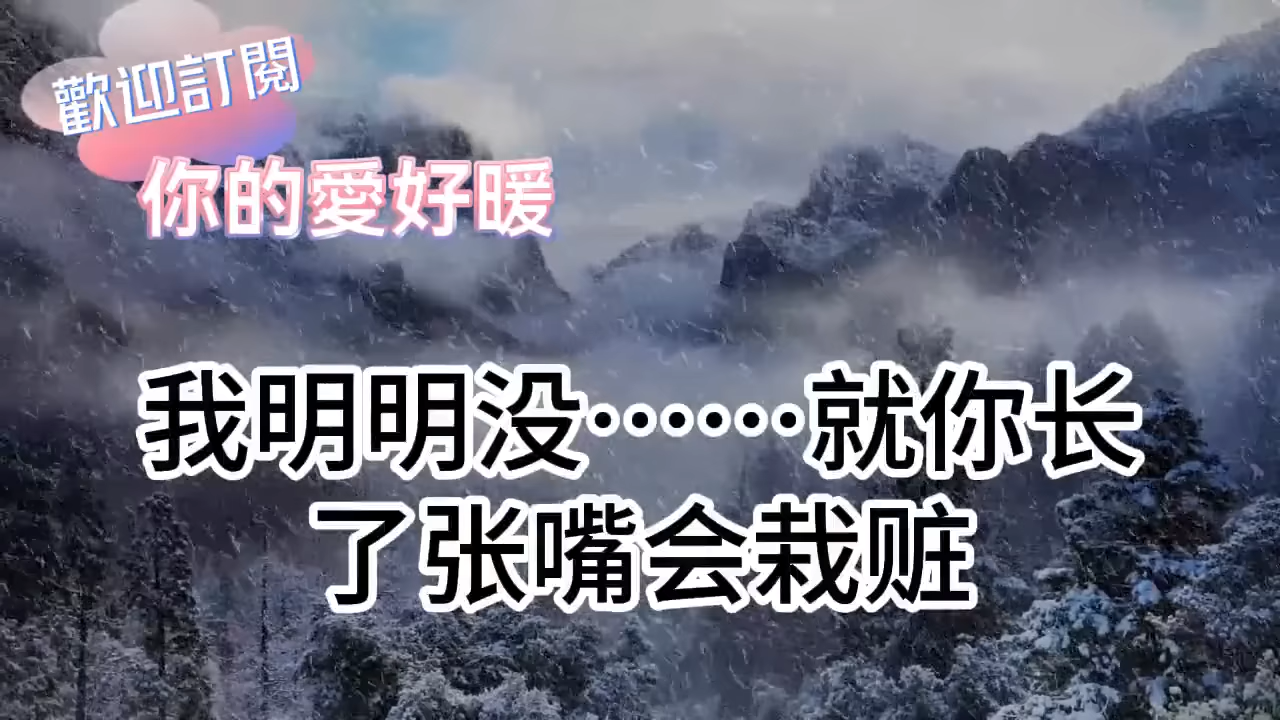 歡迎訂閱
你的愛好暖
我明明没……就你长
了张嘴会栽赃